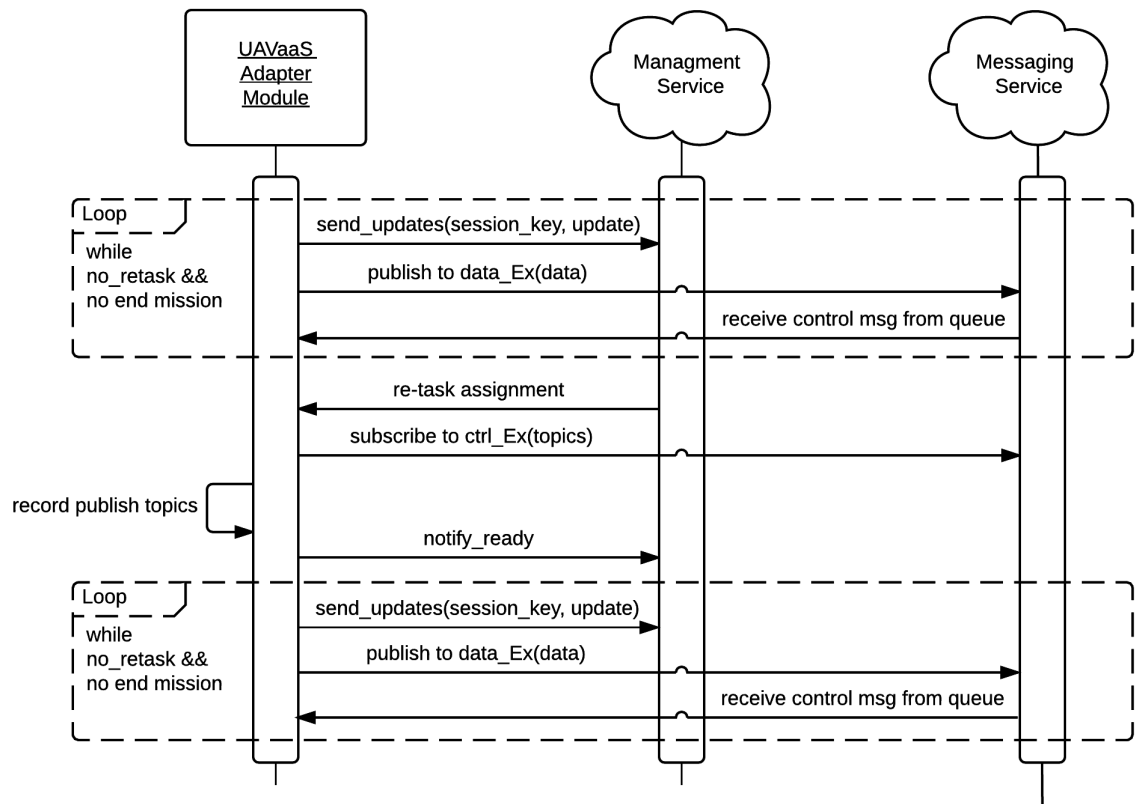 UAVaaS
Adapter
Module
Managment
Service
Messaging
Service
Loop
while
no_retask &&
no end mission
send_updates(session_key, update)
publish to data_Ex(data)
receive control msg from queue
re-task assignment
subscribe to ctrl_Ex(topics)
record publish topics
notify_ready
Loop
while
no_retask &&
no end mission
send_updates(session_key, update)
publish to data_Ex(data)
receive control msg from queue